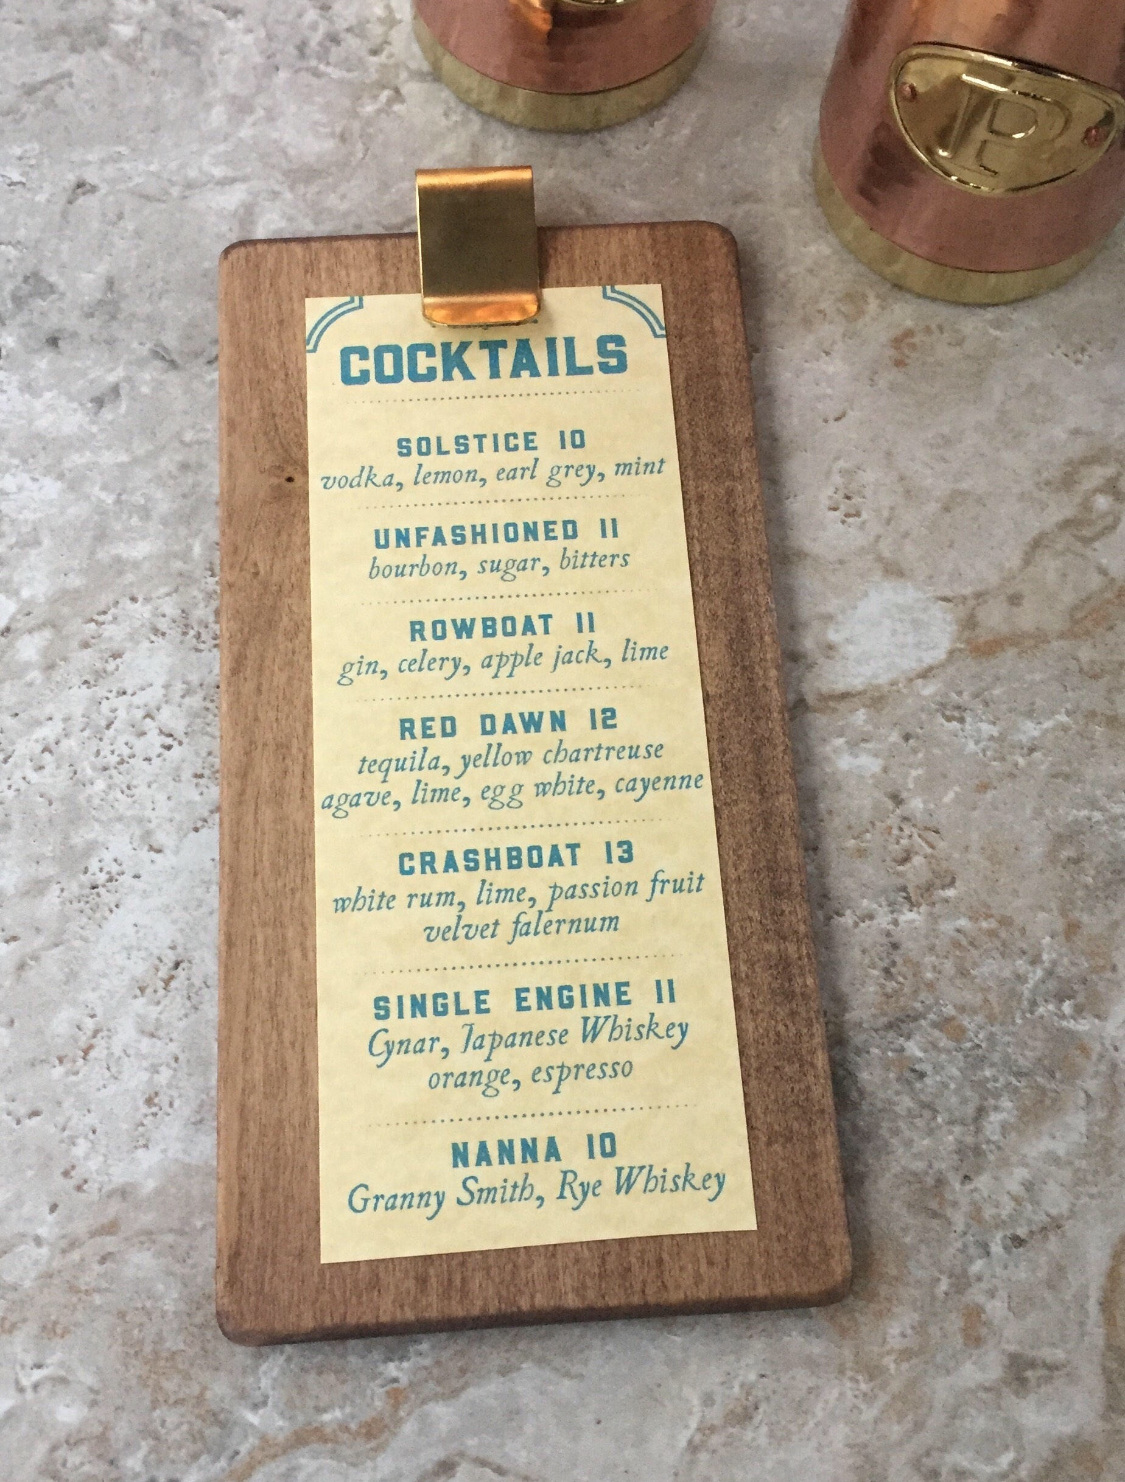 P
COCKTAILS
SOLSTICE 10
vodka, lemon, earl grey, mint
UNFASHIONED 11
bourbon, sugar, bitters
ROWBOAT 11
gin, celery, apple jack, lime
RED DAWN 12
tequila, yellow chartreuse
agave, lime, egg white, cayenne
CRASHBOAT 13
white rum, lime, passion fruit
velvet falernum
SINGLE ENGINE 11
Cynar, Japanese Whiskey
orange, espresso
NANNA 10
Granny Smith, Rye Whiskey